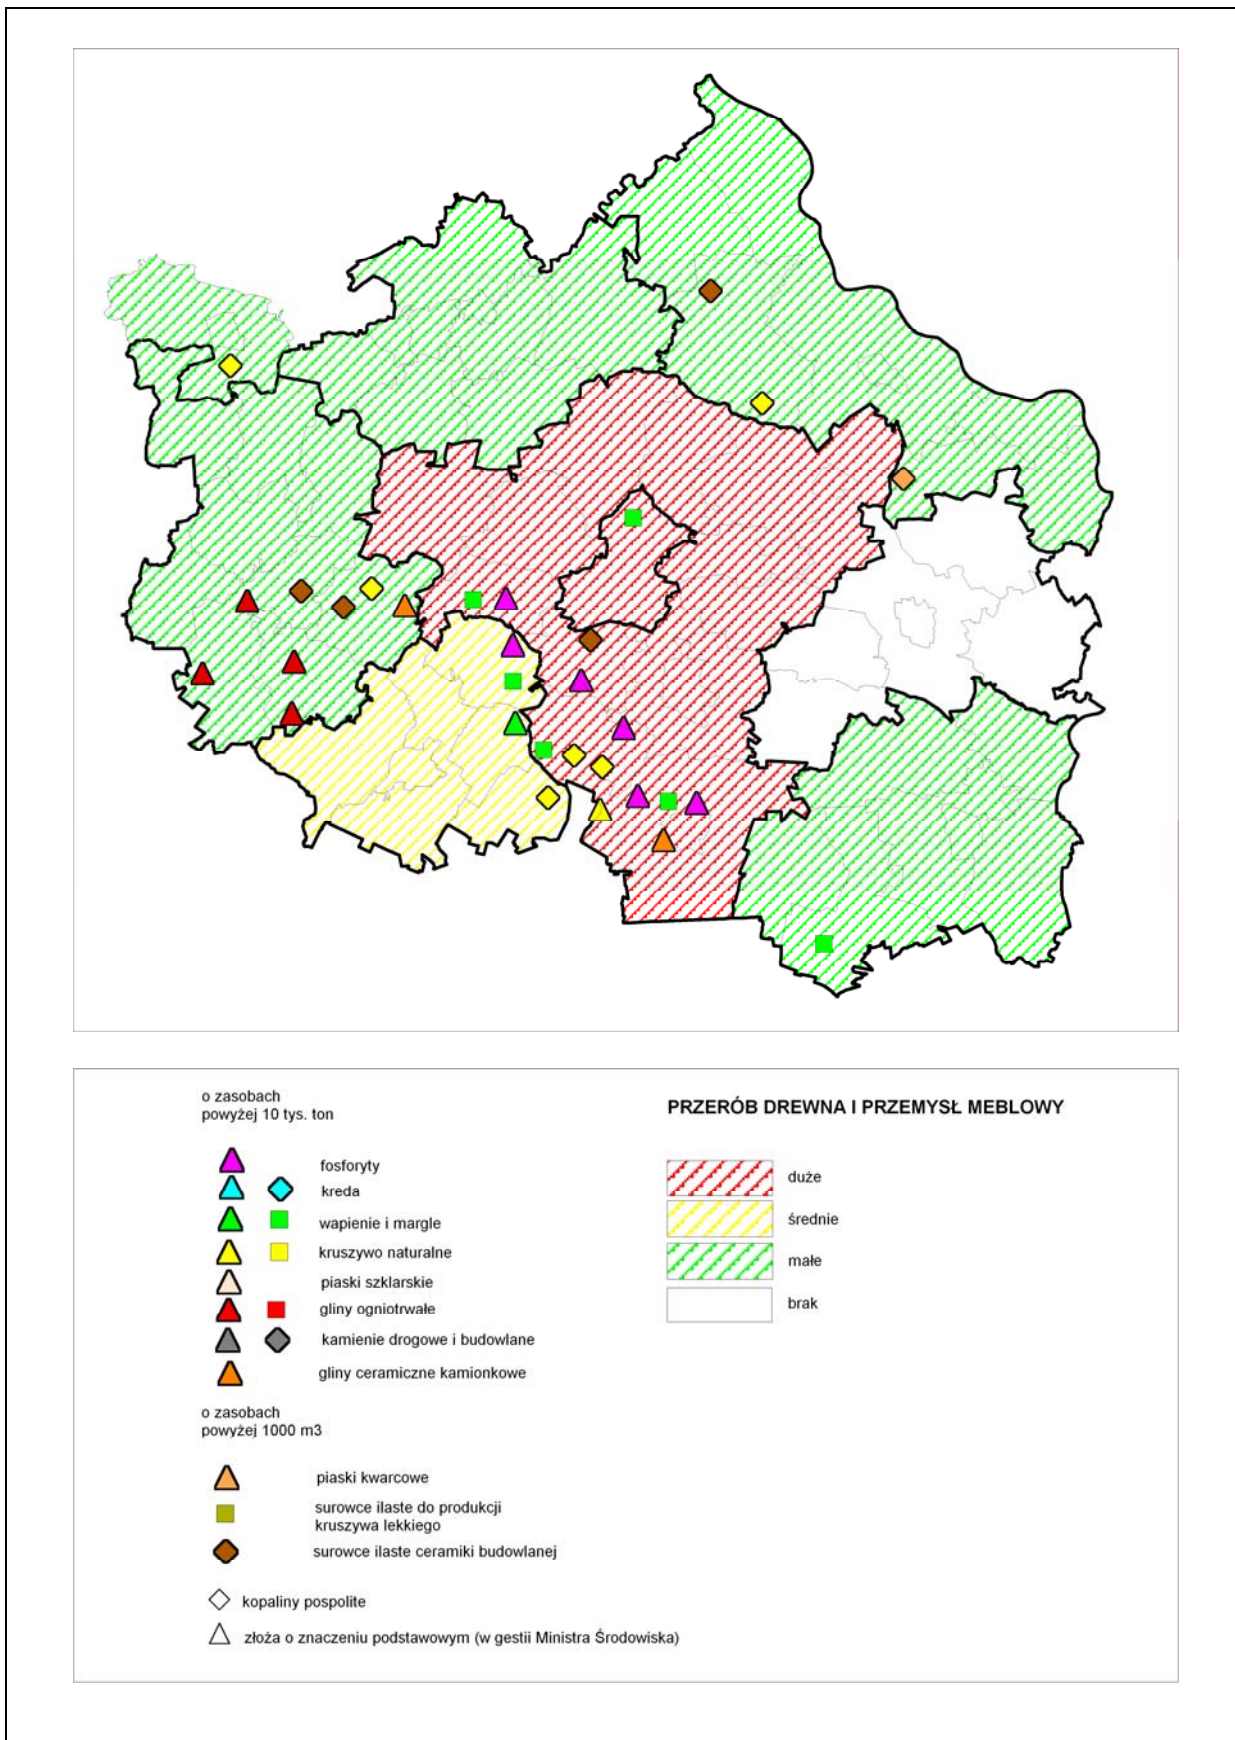 o zasobach
powyżej 10 tys. ton
fosforyty
kreda
wapienie i margle
kruszywo naturalne
piaski szklarskie
gliny ogniotrwałe
kamienie drogowe i budowlane
gliny ceramiczne kamionkowe
o zasobach
powyżej 1000 m3
piaski kwarcowe
surowce ilaste do produkcji
kruszywa lekkiego
surowce ilaste ceramiki budowlanej
kopaliny pospolite
złoża o znaczeniu podstawowym (w gestii Ministra Środowiska)
PRZERÓB DREWNA I PRZEMYSŁ MEBLOWY
duże
średnie
małe
brak